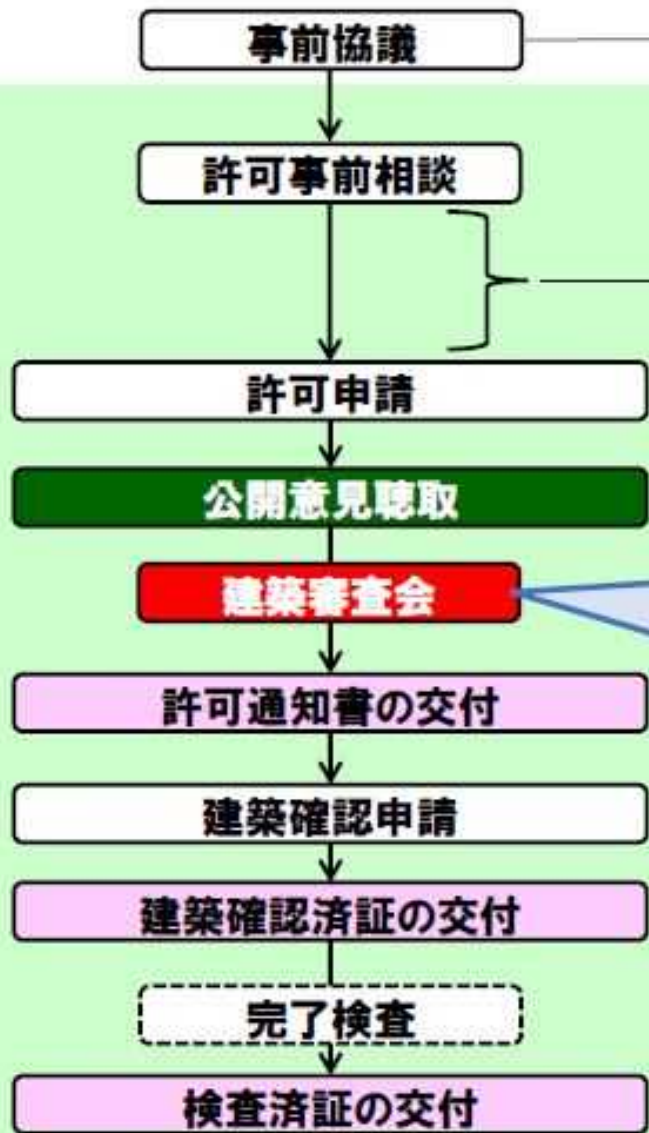 事前協議
許可事前相談
許可申請
公開意見聴取
建築審査会
許可通知書の交付
建築確認申請
建築確認済証の交付
完了検査
検査済証の交付